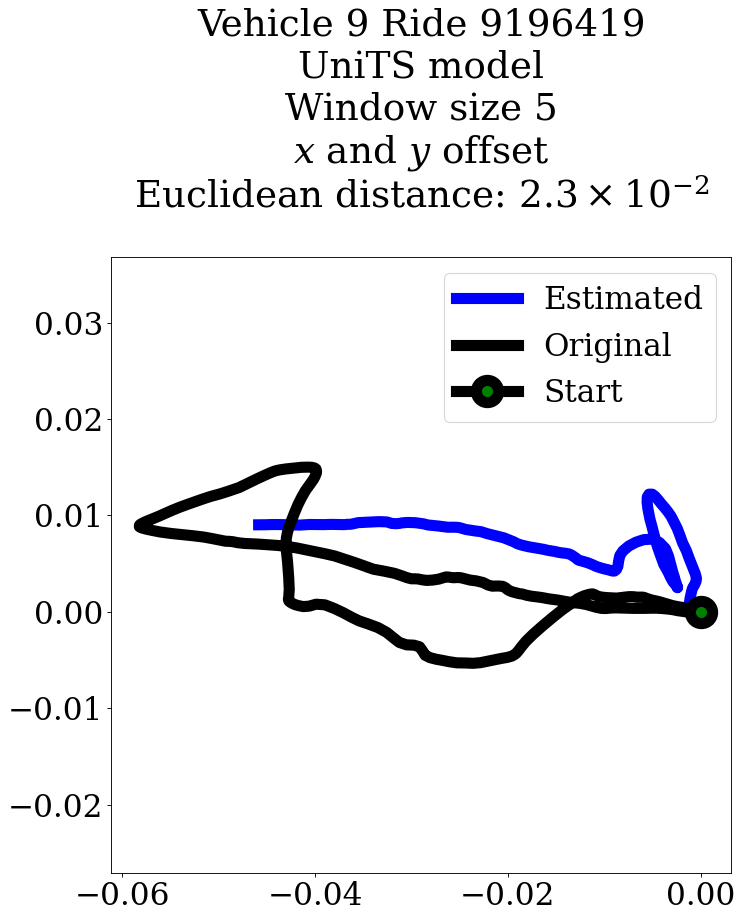 Vehicle 9 Ride 9196419
UniTS model
Window size 5
x and y offset
Euclidean distance: 2.3 × 10⁻²
Estimated
Original
Start
0.03
0.02
0.01
0.00
−0.01
−0.02
−0.06 −0.04 −0.02 0.00